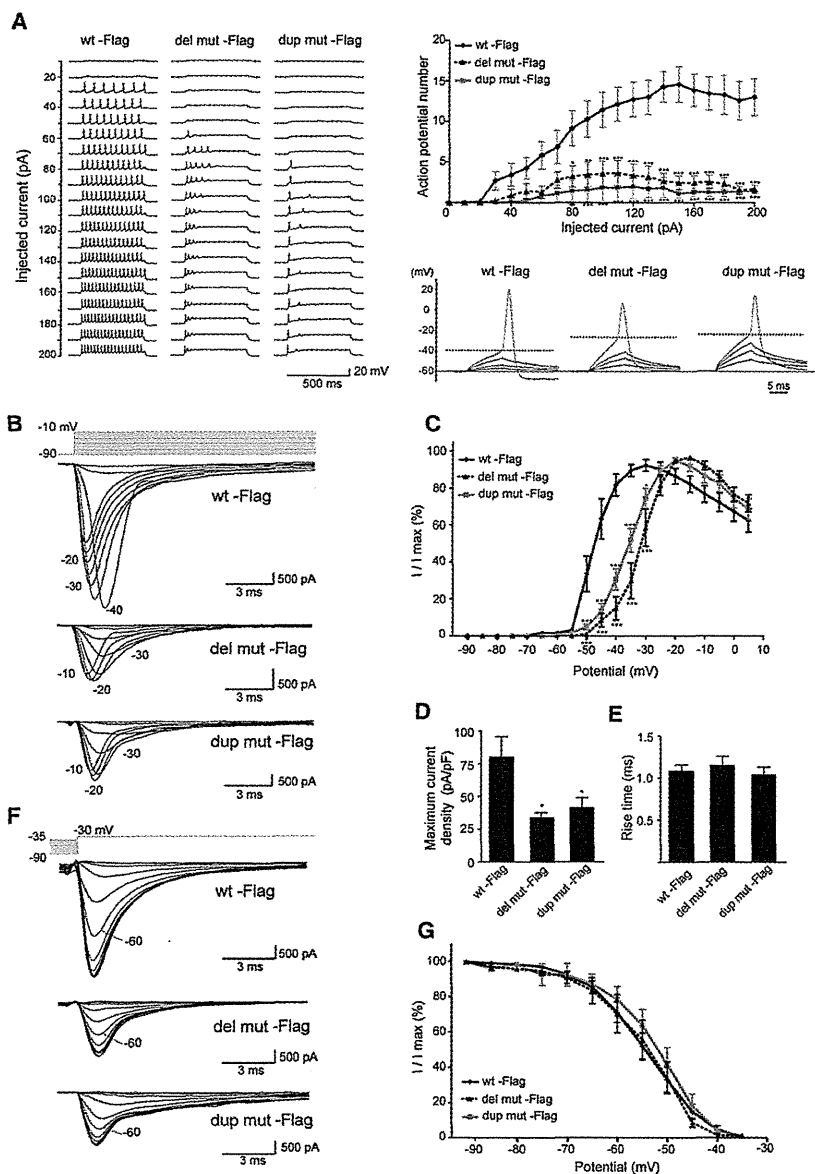 A
wt -Flag
del mut -Flag
dup mut -Flag
Injected current (pA)
20
40
60
80
100
120
140
160
180
200
20 mV
500 ms
Action potential number
20
15
10
5
wt -Flag
del mut -Flag
dup mut -Flag
0
40
80
120
160
200
Injected current (pA)
(mV)
20
0
-20
-40
-60
wt -Flag
del mut -Flag
dup mut -Flag
5 ms
B
-10 mV
-90
wt -Flag
-20
-30
-40
500 pA
3 ms
del mut -Flag
-10
-20
-30
500 pA
3 ms
dup mut -Flag
-10
-20
-30
500 pA
3 ms
C
I / I max (%)
100
80
60
40
20
0
wt -Flag
del mut -Flag
dup mut -Flag
-90
-80
-70
-60
-50
-40
-30
-20
-10
0
10
Potential (mV)
D
Maximum current
density (pA/pF)
100
75
50
25
0
wt -Flag
del mut -Flag
dup mut -Flag
E
Rise time (ms)
1.5
1.0
0.5
wt -Flag
del mut -Flag
dup mut -Flag
F
-35
-90
-30 mV
wt -Flag
-60
500 pA
3 ms
del mut -Flag
-60
500 pA
3 ms
dup mut -Flag
-60
500 pA
3 ms
G
I / I max (%)
100
80
60
40
20
0
wt -Flag
del mut -Flag
dup mut -Flag
-90
-80
-70
-60
-50
-40
-30
Potential (mV)